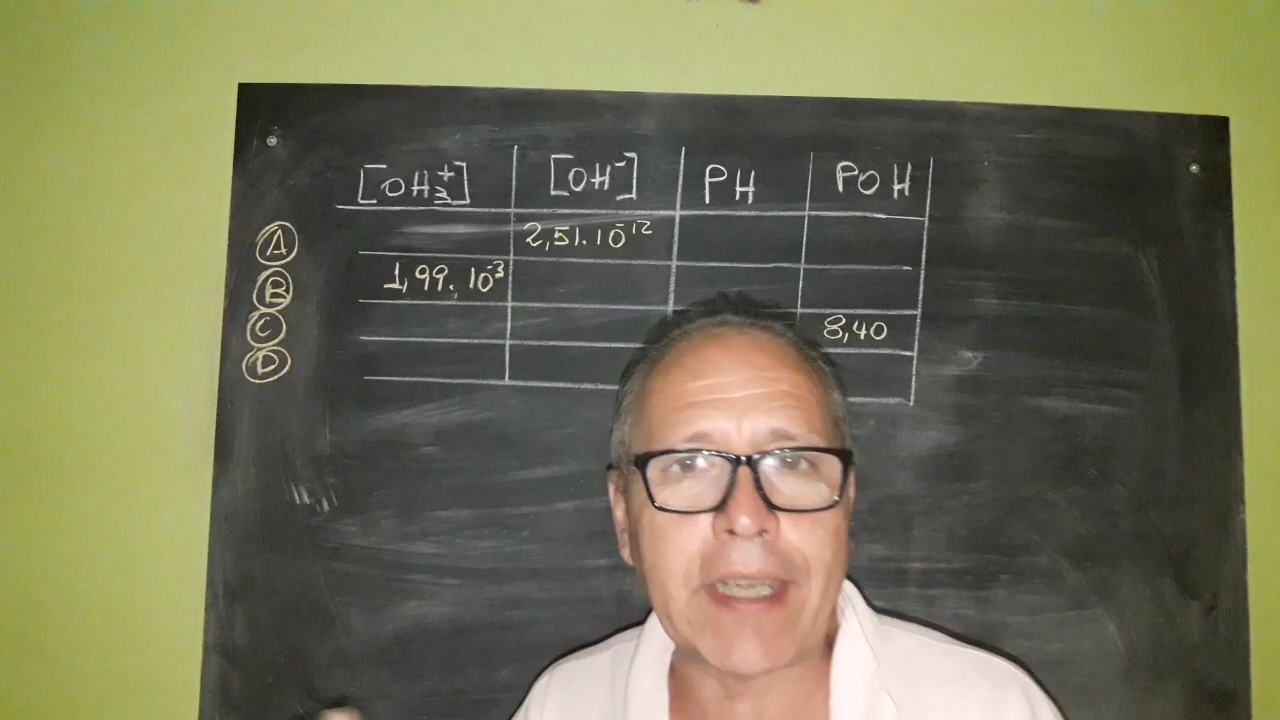 [OH₃⁺] [OH⁻] PH POH
A 2,51.10⁻¹²
B 1,99.10⁻³
C 8,40
D